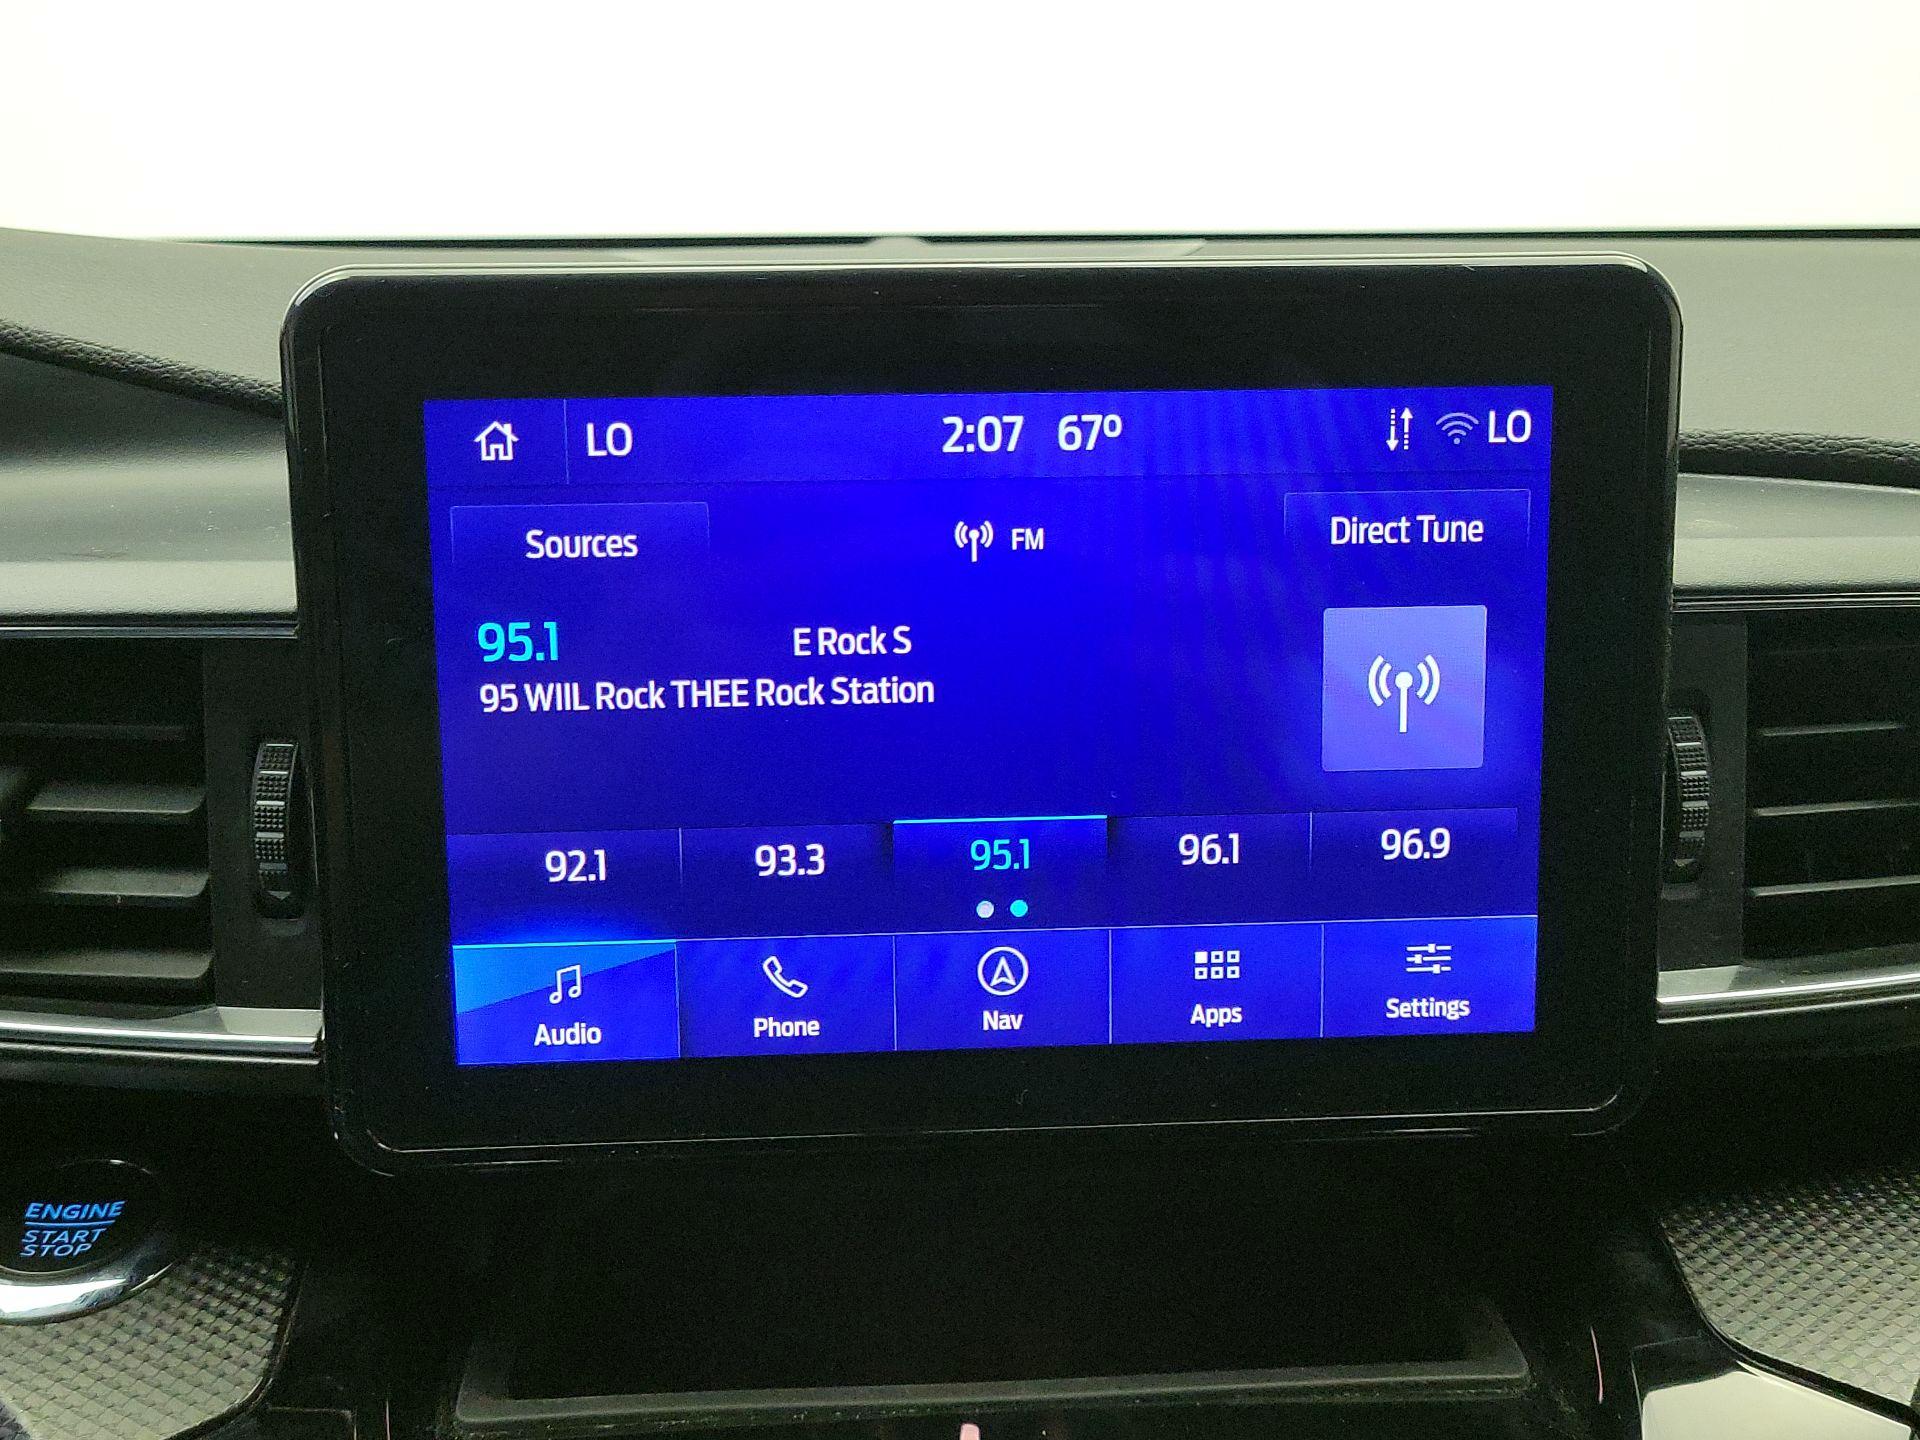 LO 2:07 67° LO
Sources FM Direct Tune
95.1 E Rock S
95 WIIL Rock THEE Rock Station
92.1 93.3 95.1 96.1 96.9
Audio Phone Nav Apps Settings
ENGINE
START
STOP